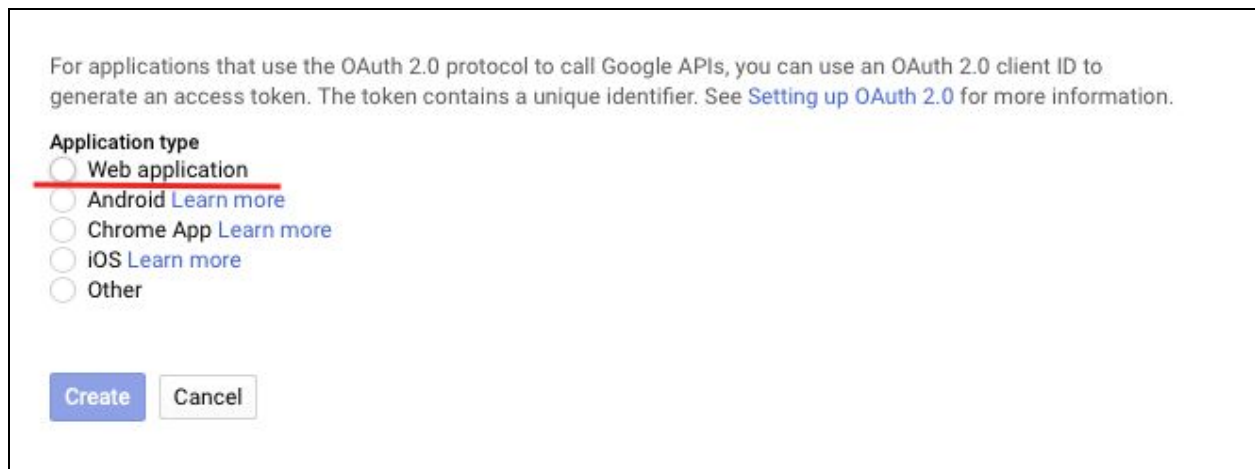 For applications that use the OAuth 2.0 protocol to call Google APIs, you can use an OAuth 2.0 client ID to
generate an access token. The token contains a unique identifier. See Setting up OAuth 2.0 for more information.
Application type
Web application
Android Learn more
Chrome App Learn more
iOS Learn more
Other
Create Cancel